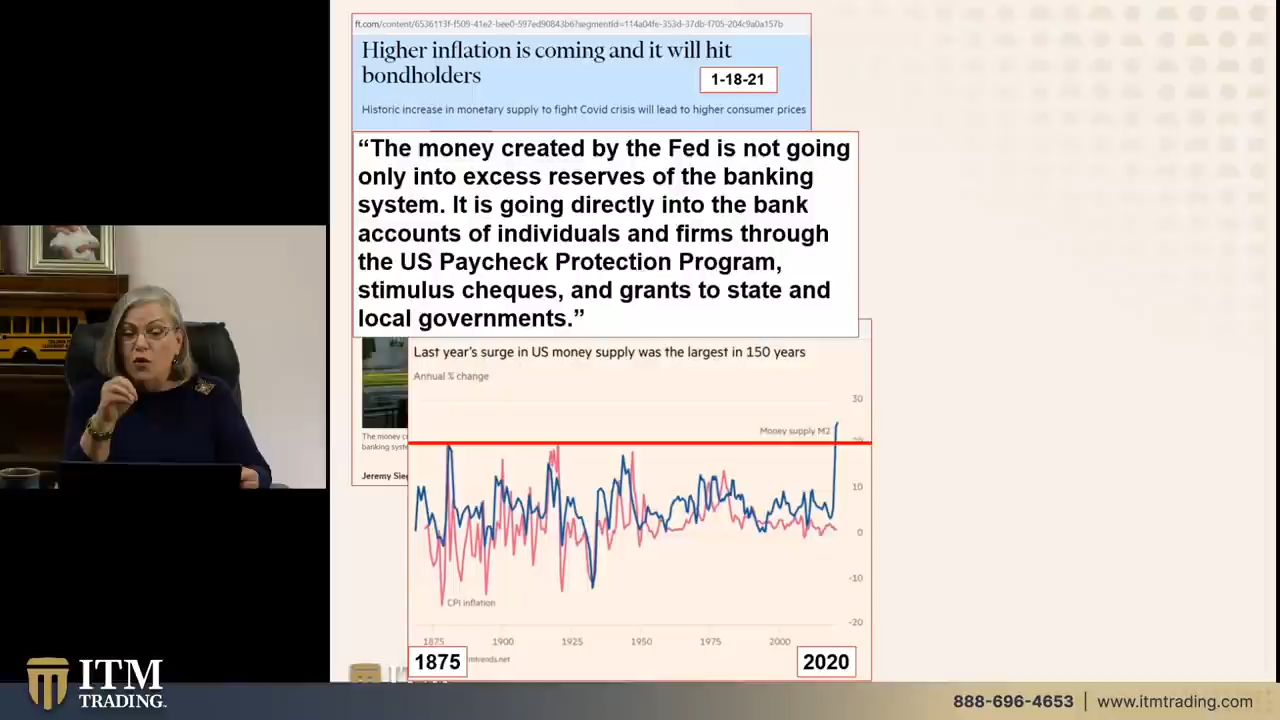 ft.com/content/6536113f-f509-41e2-bee0-597ed90843b6?segmentId=114a04fe-353d-37db-f705-204c9a0a157b
Higher inflation is coming and it will hit
bondholders
1-18-21
Historic increase in monetary supply to fight Covid crisis will lead to higher consumer prices
“The money created by the Fed is not going
only into excess reserves of the banking
system. It is going directly into the bank
accounts of individuals and firms through
the US Paycheck Protection Program,
stimulus cheques, and grants to state and
local governments.”
Last year’s surge in US money supply was the largest in 150 years
Annual % change
30
Money supply M2
The money
banking
10
Jeremy
0
-10
CPI inflation
-20
1875 1900 1925 1950 1975 2000
1875
2020
ITM
TRADING.
888-696-4653 | www.itmtrading.com